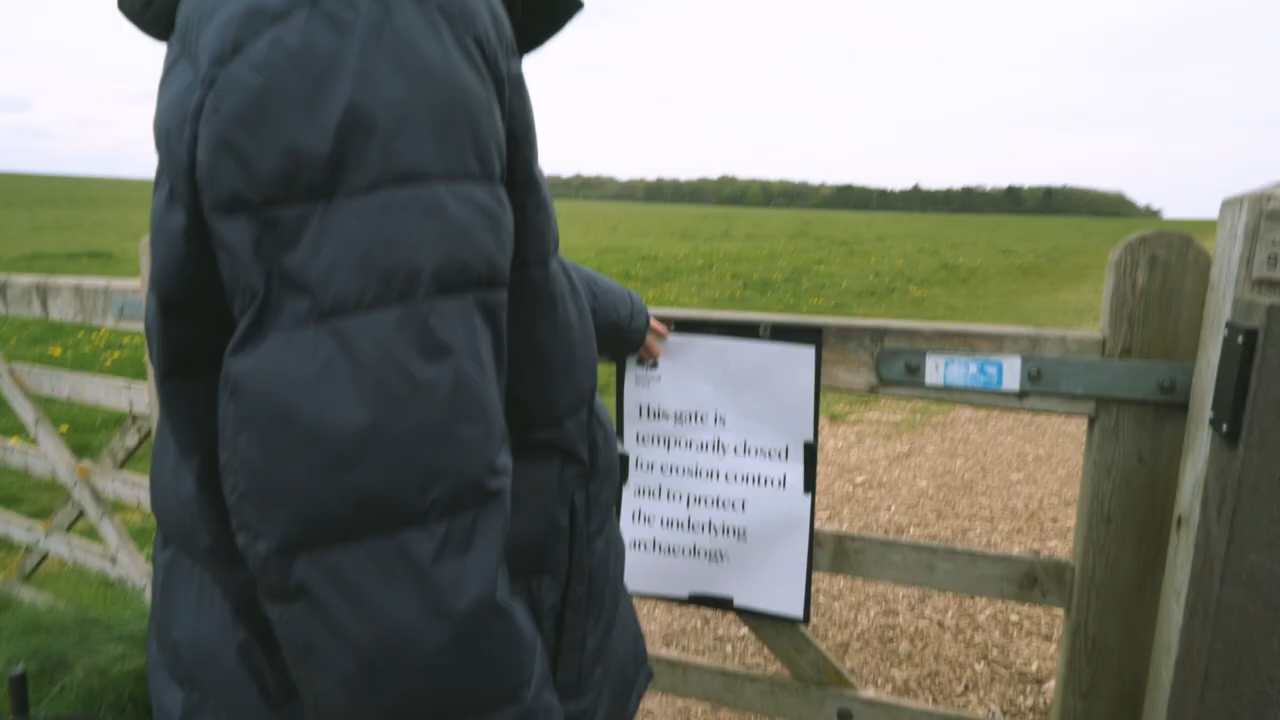 This gate is
temporarily closed
for erosion control
and to protect
the underlying
archaeology.